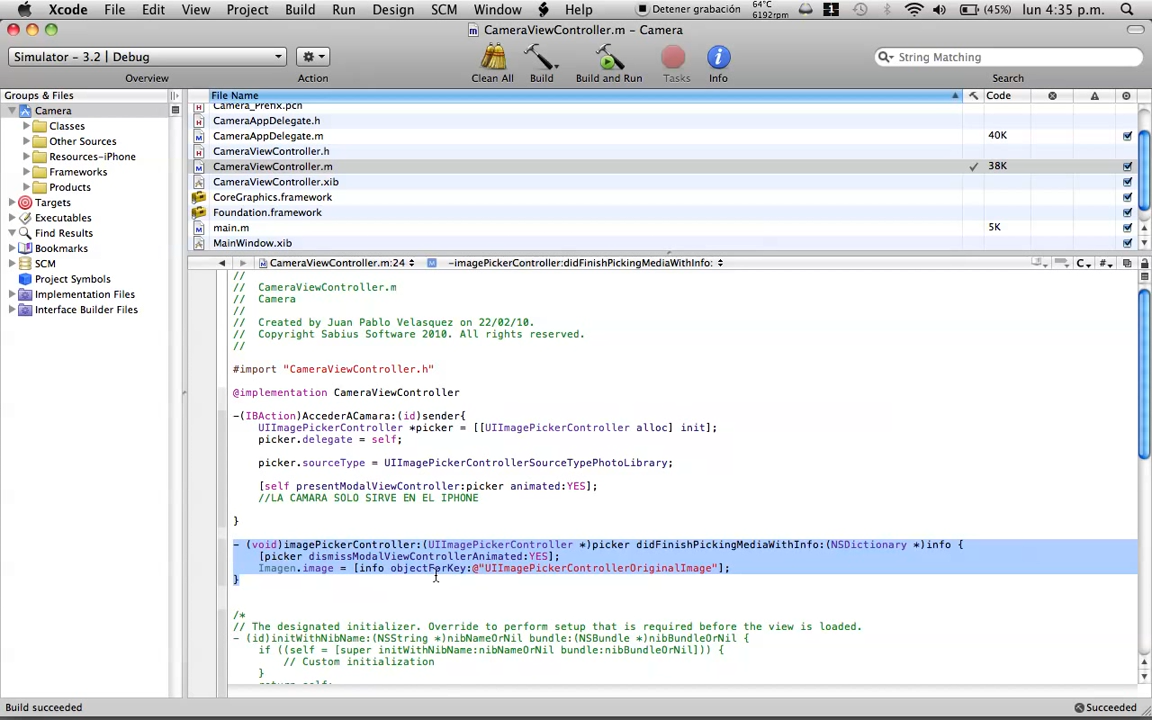 Xcode File Edit View Project Build Run Design SCM Window Help Detener grabación 64°C 6192rpm 1 (45%) lun 4:35 p.m.
CameraViewController.m – Camera
Simulator - 3.2 | Debug
String Matching
Overview Action Clean All Build Build and Run Tasks Info Search
Groups & Files
Camera
Classes
Other Sources
Resources-iPhone
Frameworks
Products
Targets
Executables
Find Results
Bookmarks
SCM
Project Symbols
Implementation Files
Interface Builder Files
File Name Code
Camera_Prefix.pch
CameraAppDelegate.h
CameraAppDelegate.m 40K
CameraViewController.h
CameraViewController.m 38K
CameraViewController.xib
CoreGraphics.framework
Foundation.framework
main.m 5K
MainWindow.xib
CameraViewController.m:24 -imagePickerController:didFinishPickingMediaWithInfo:
C #
//
// CameraViewController.m
// Camera
//
// Created by Juan Pablo Velasquez on 22/02/10.
// Copyright Sabius Software 2010. All rights reserved.
//
#import "CameraViewController.h"
@implementation CameraViewController
-(IBAction)AccederACamara:(id)sender{
UIImagePickerController *picker = [[UIImagePickerController alloc] init];
picker.delegate = self;
picker.sourceType = UIImagePickerControllerSourceTypePhotoLibrary;
[self presentModalViewController:picker animated:YES];
//LA CAMARA SOLO SIRVE EN EL IPHONE
}
- (void)imagePickerController:(UIImagePickerController *)picker didFinishPickingMediaWithInfo:(NSDictionary *)info {
[picker dismissModalViewControllerAnimated:YES];
Imagen.image = [info objectForKey:@"UIImagePickerControllerOriginalImage"];
}
/*
// The designated initializer. Override to perform setup that is required before the view is loaded.
- (id)initWithNibName:(NSString *)nibNameOrNil bundle:(NSBundle *)nibBundleOrNil {
if ((self = [super initWithNibName:nibNameOrNil bundle:nibBundleOrNil])) {
// Custom initialization
}
return self;
Build succeeded Succeeded